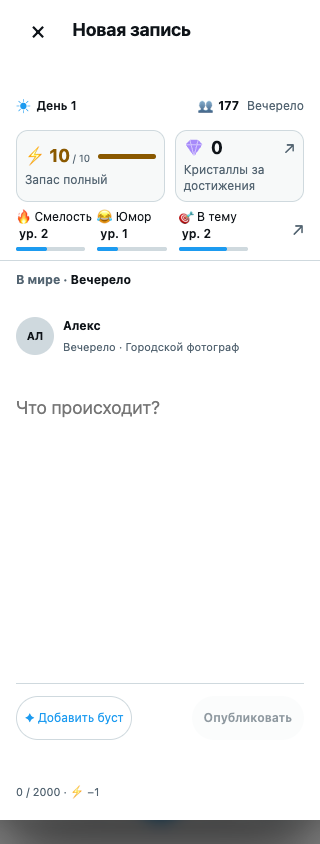 Новая запись
День 1
177 Вечерело
10 / 10
Запас полный
0
Кристаллы за
достижения
Смелость
ур. 2
Юмор
ур. 1
В тему
ур. 2
В мире · Вечерело
АЛ
Алекс
Вечерело · Городской фотограф
Что происходит?
Добавить буст
Опубликовать
0 / 2000 · ⚡ −1